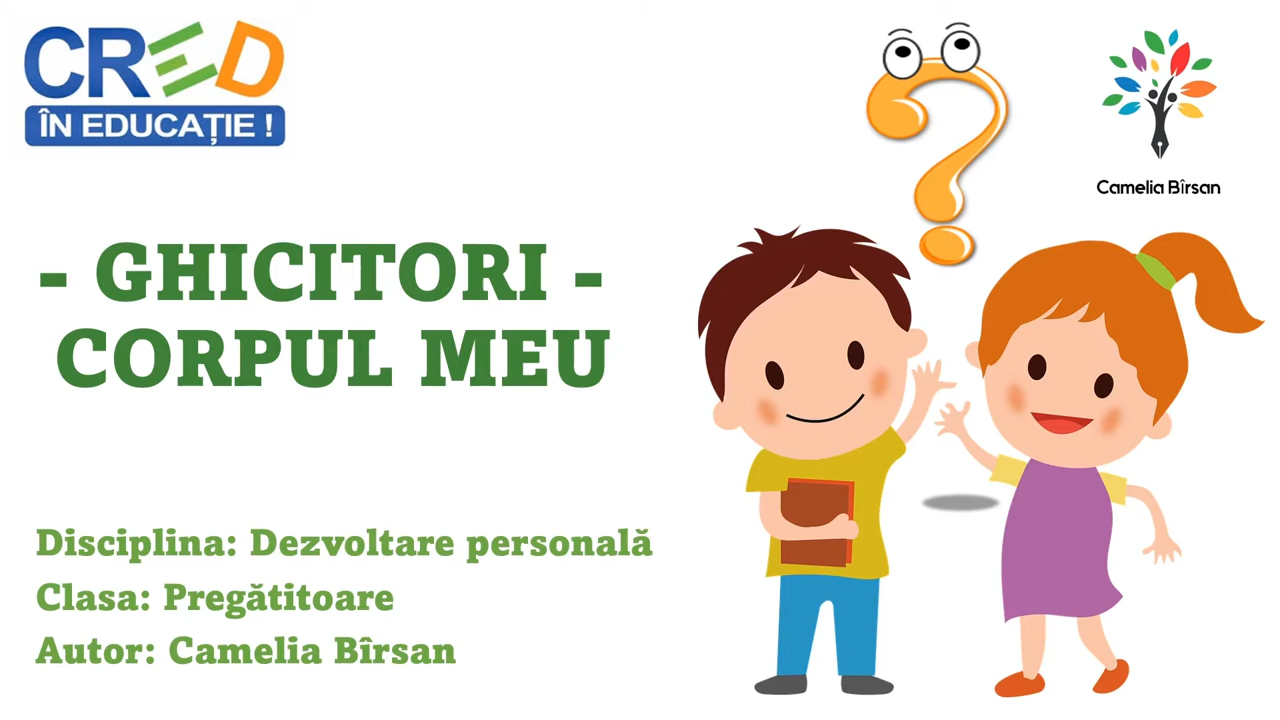 CRED
ÎN EDUCAȚIE !
Camelia Bîrsan
- GHICITORI -
CORPUL MEU
Disciplina: Dezvoltare personală
Clasa: Pregătitoare
Autor: Camelia Bîrsan